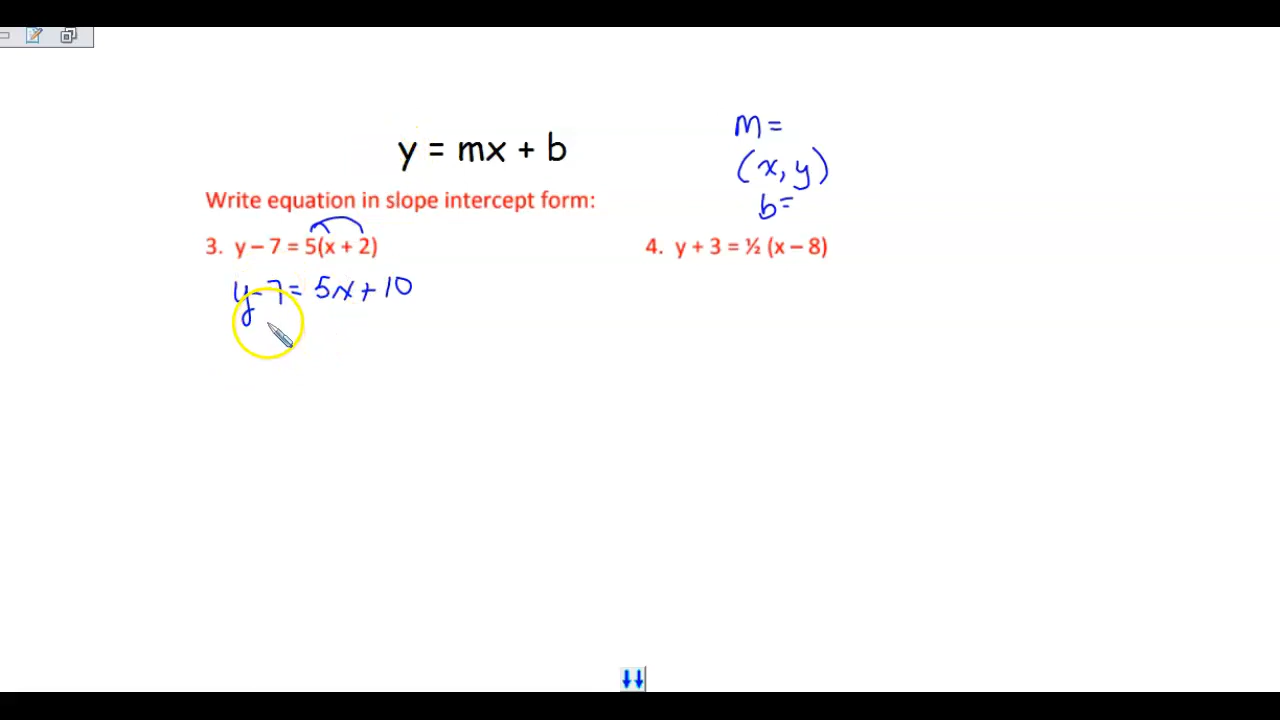 y = mx + b
m =
(x, y)
b =
Write equation in slope intercept form:
3. y – 7 = 5(x + 2)
y - 7 = 5x + 10
4. y + 3 = ½ (x – 8)